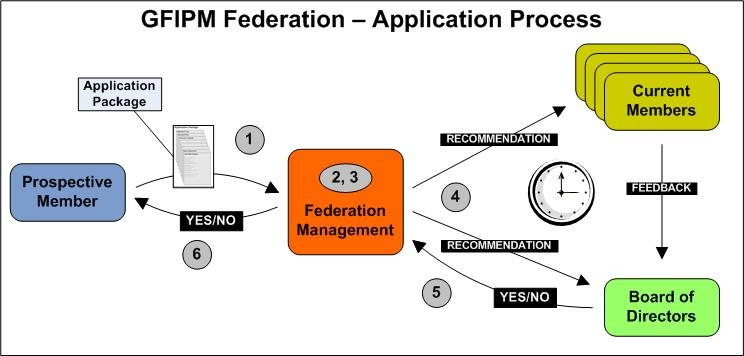 GFIPM Federation – Application Process
Application
Package
1
Prospective
Member
YES/NO
6
2, 3
Federation
Management
RECOMMENDATION
4
RECOMMENDATION
5
YES/NO
Current
Members
FEEDBACK
Board of
Directors